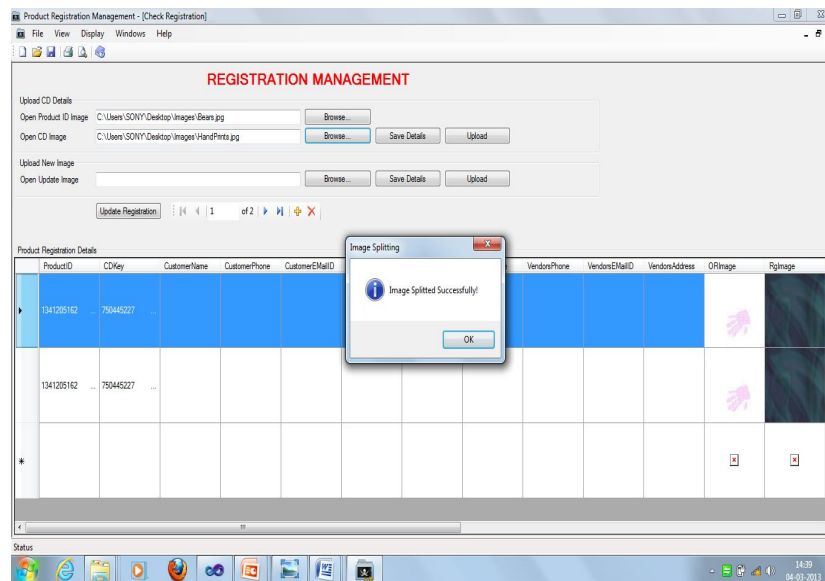 Product Registration Management - [Check Registration]
File View Display Windows Help
REGISTRATION MANAGEMENT
Upload CD Details
Open Product ID Image C:\Users\SONY\Desktop\Images\Bears.jpg Browse...
Open CD Image C:\Users\SONY\Desktop\Images\HandPrints.jpg Browse... Save Details Upload
Upload New Image
Open Update Image Browse... Save Details Upload
Update Registration 1 of 2
Product Registration Details
Image Splitting
ProductID CDKey CustomerName CustomerPhone CustomerEMailID VendorsPhone VendorsEMailID VendorsAddress ORImage RgImage
Image Splitted Successfully!
1341205162 ... 750445227 ...
OK
1341205162 ... 750445227 ...
Status
14:39
04-03-2013